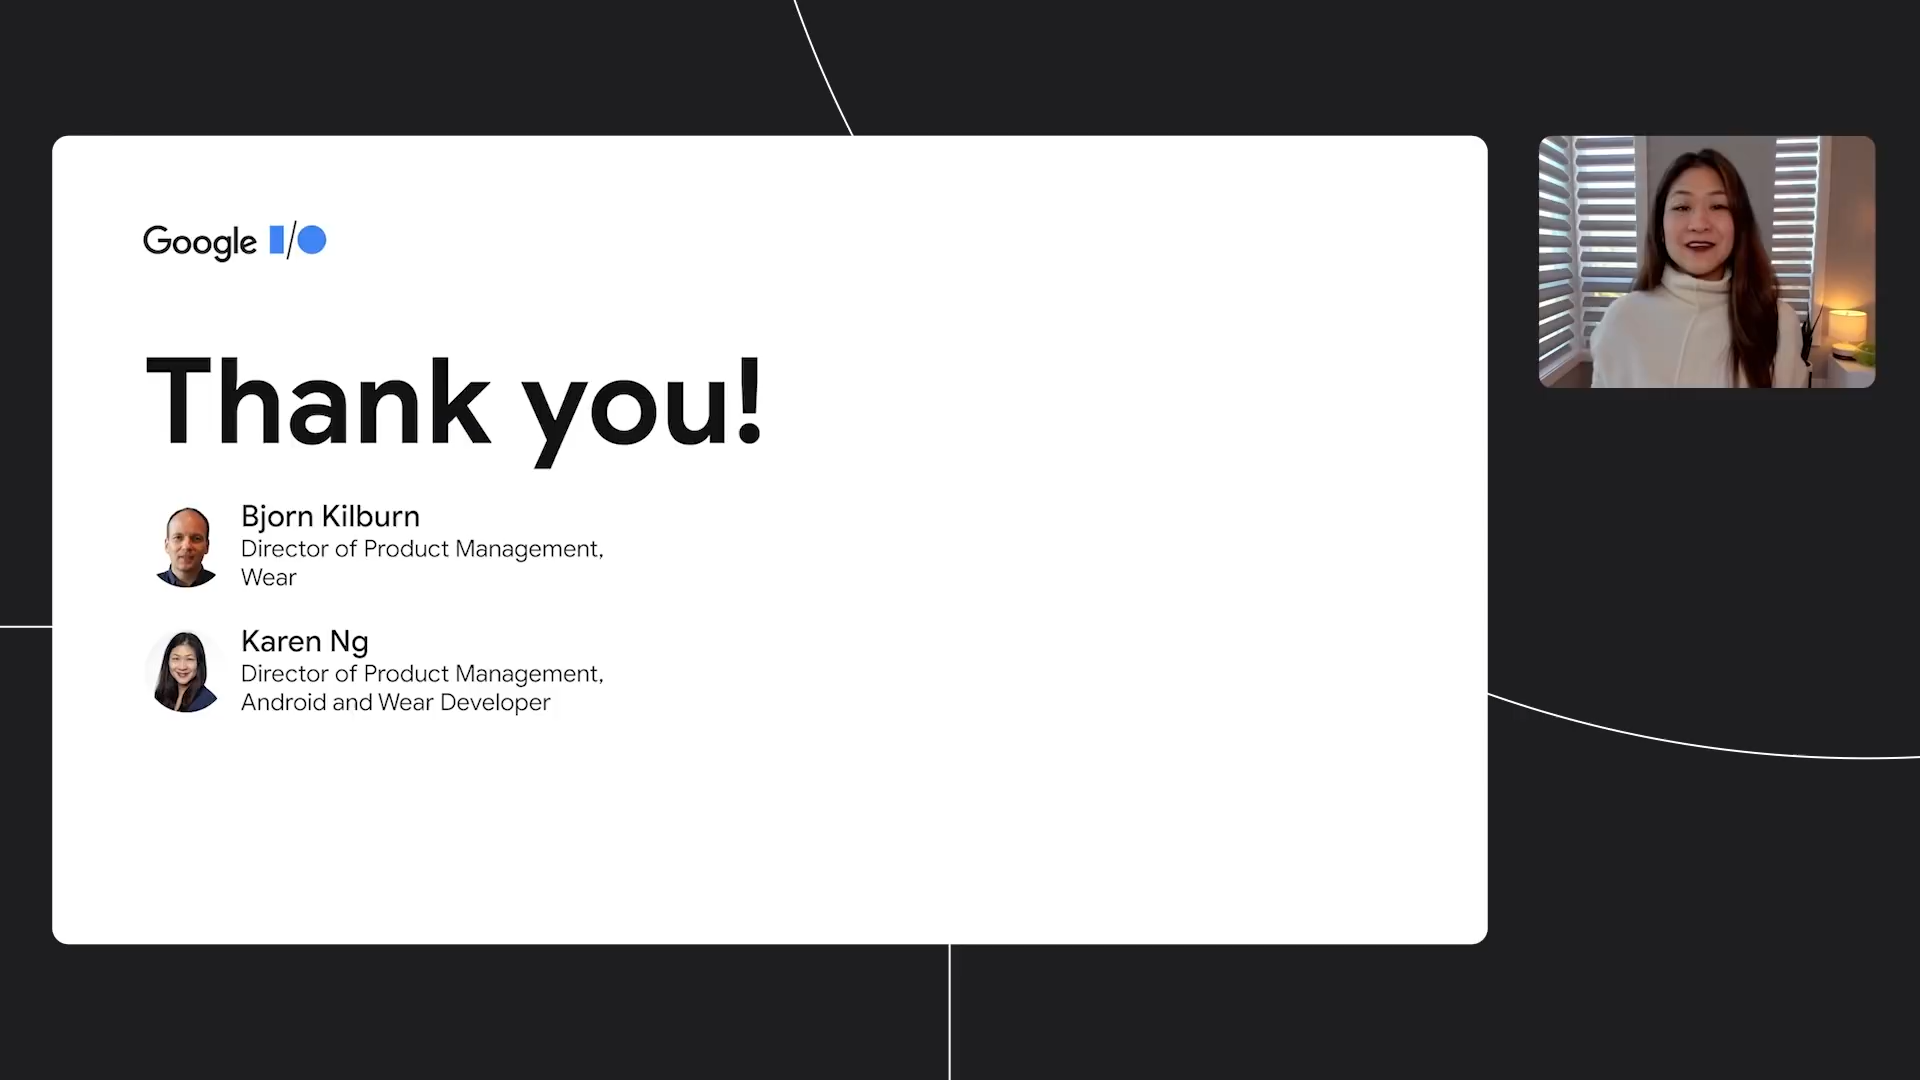 Google I/O
Thank you!
Bjorn Kilburn
Director of Product Management,
Wear
Karen Ng
Director of Product Management,
Android and Wear Developer